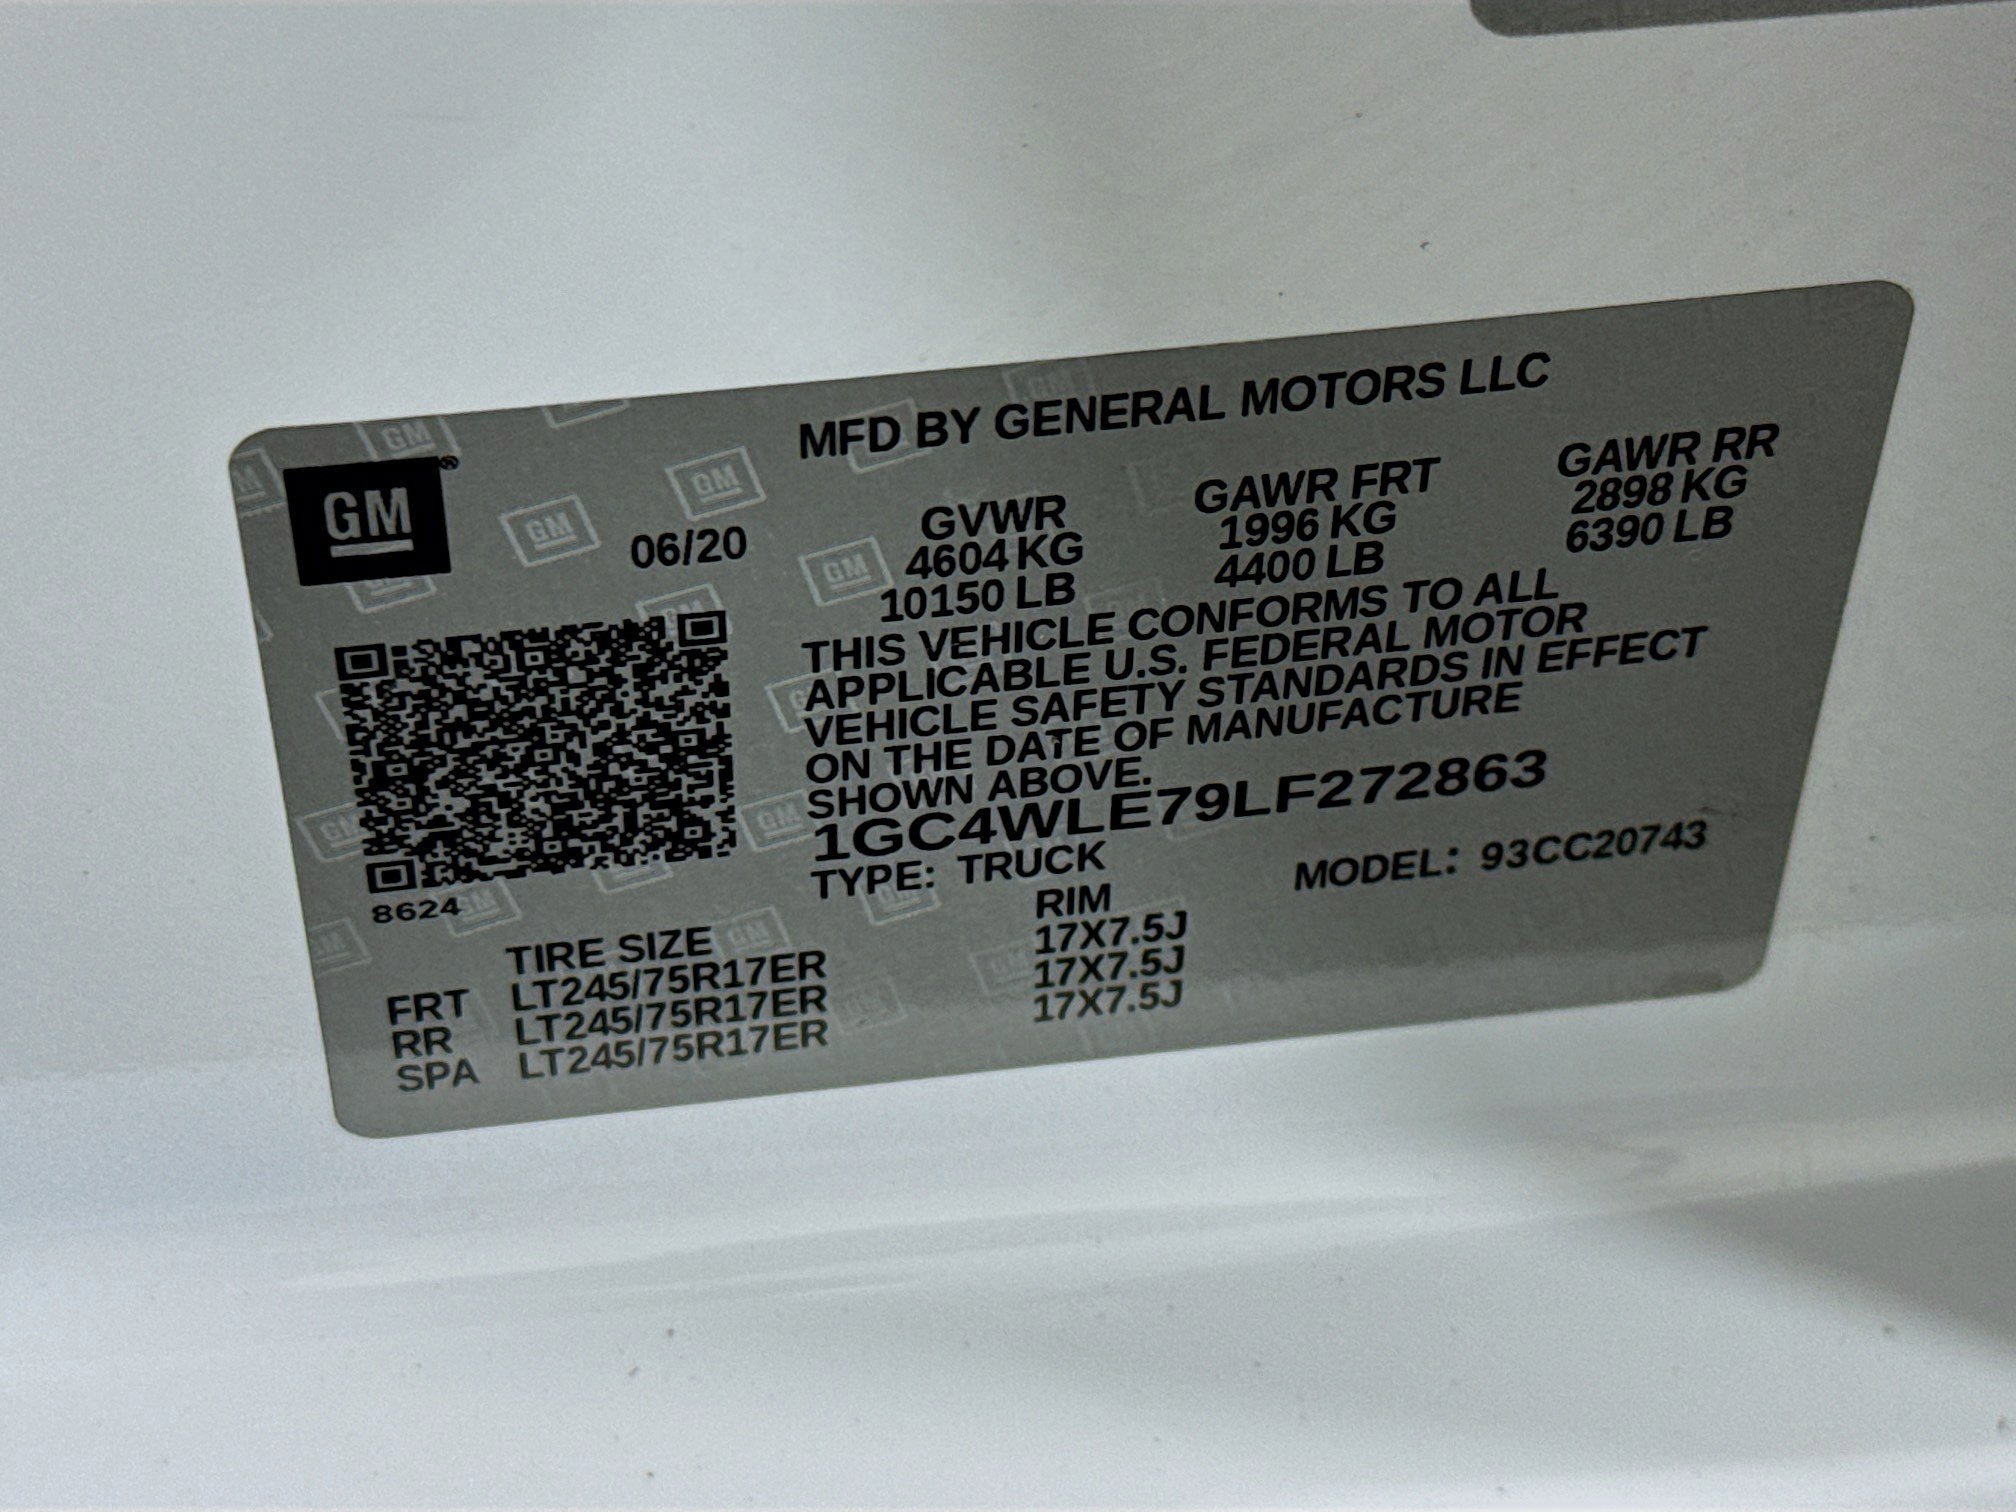 MFD BY GENERAL MOTORS LLC
GM®
06/20
GVWR GAWR FRT GAWR RR
4604 KG 1996 KG 2898 KG
10150 LB 4400 LB 6390 LB
THIS VEHICLE CONFORMS TO ALL
APPLICABLE U.S. FEDERAL MOTOR
VEHICLE SAFETY STANDARDS IN EFFECT
ON THE DATE OF MANUFACTURE
SHOWN ABOVE.
1GC4WLE79LF272863
TYPE: TRUCK MODEL: 93CC20743
8624
TIRE SIZE RIM
FRT LT245/75R17ER 17X7.5J
RR LT245/75R17ER 17X7.5J
SPA LT245/75R17ER 17X7.5J